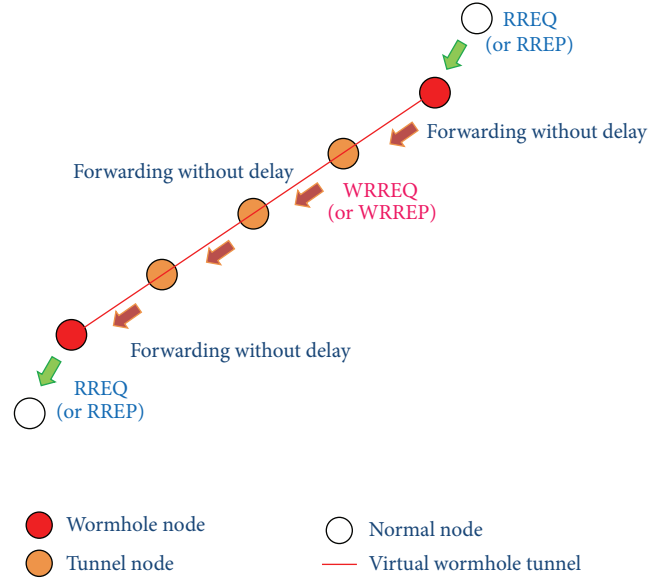 RREQ
(or RREP)
Forwarding without delay
Forwarding without delay
WRREQ
(or WRREP)
Forwarding without delay
RREQ
(or RREP)
Wormhole node
Normal node
Tunnel node
Virtual wormhole tunnel